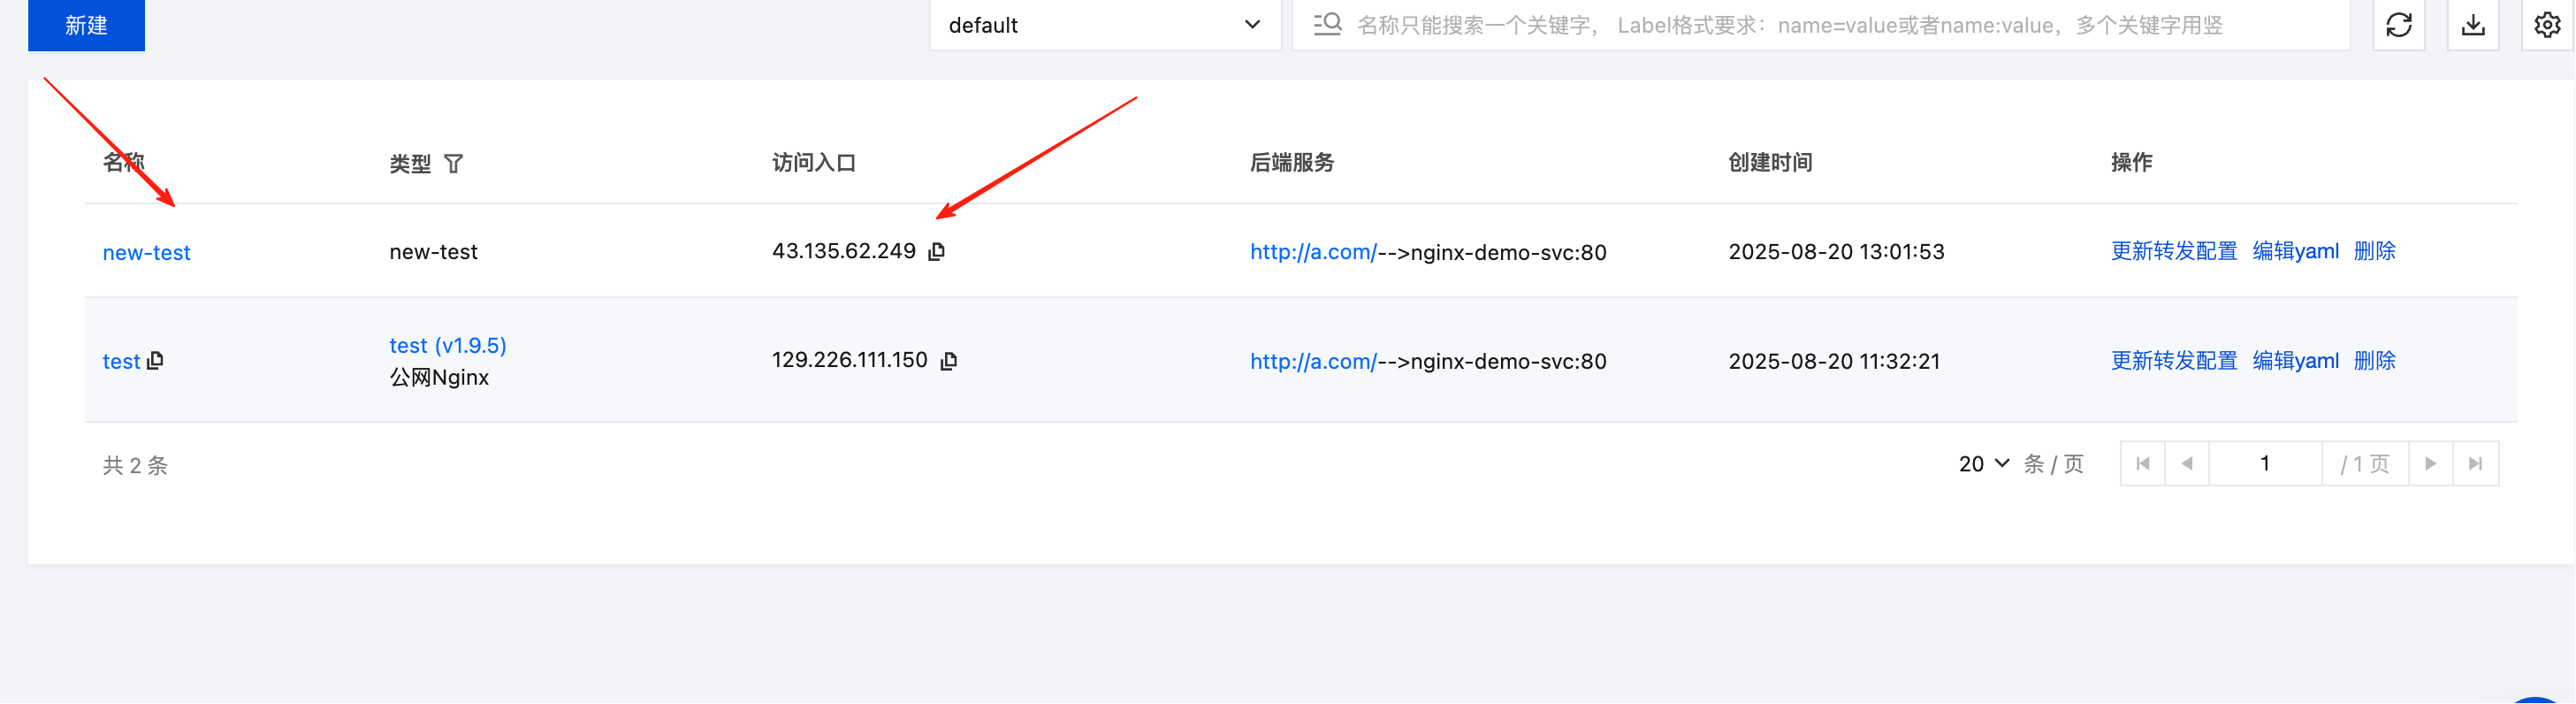 新建
default
名称只能搜索一个关键字， Label格式要求：name=value或者name:value，多个关键字用竖
名称 类型 访问入口 后端服务 创建时间 操作
new-test new-test 43.135.62.249 http://a.com/-->nginx-demo-svc:80 2025-08-20 13:01:53 更新转发配置 编辑yaml 删除
test test (v1.9.5) 129.226.111.150 http://a.com/-->nginx-demo-svc:80 2025-08-20 11:32:21 更新转发配置 编辑yaml 删除
公网Nginx
共 2 条 20 条 / 页 1 / 1 页